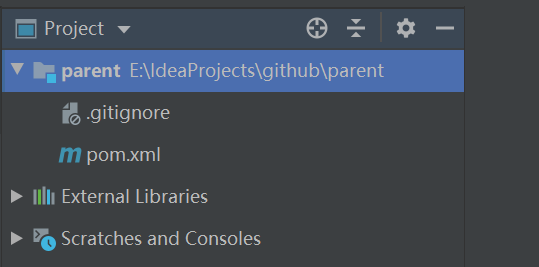 Project
parent E:\IdeaProjects\github\parent
.gitignore
pom.xml
External Libraries
Scratches and Consoles